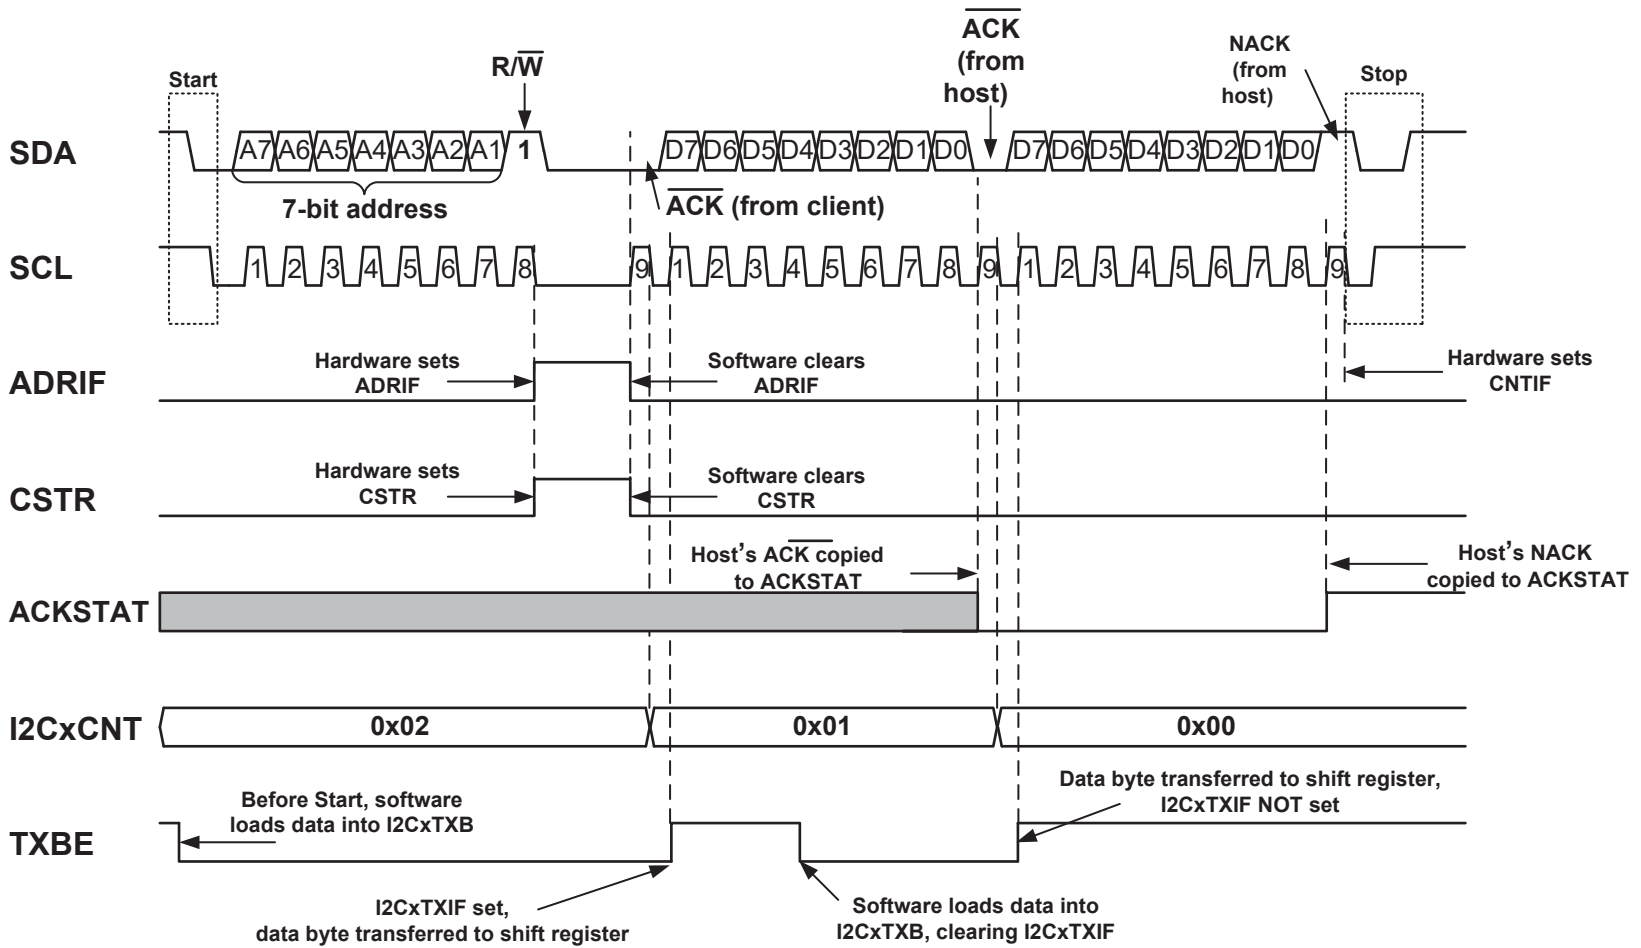 ACK
(from
host)
NACK
(from
host)
R/W
Start
Stop
SDA
A7 A6 A5 A4 A3 A2 A1 1 D7 D6 D5 D4 D3 D2 D1 D0 D7 D6 D5 D4 D3 D2 D1 D0
7-bit address
ACK (from client)
SCL
1 2 3 4 5 6 7 8 9 1 2 3 4 5 6 7 8 9 1 2 3 4 5 6 7 8 9
ADRIF
Hardware sets
ADRIF
Software clears
ADRIF
Hardware sets
CNTIF
CSTR
Hardware sets
CSTR
Software clears
CSTR
Host's ACK copied
to ACKSTAT
Host's NACK
copied to ACKSTAT
ACKSTAT
I2CxCNT
0x02
0x01
0x00
TXBE
Before Start, software
loads data into I2CxTXB
Data byte transferred to shift register,
I2CxTXIF NOT set
I2CxTXIF set,
data byte transferred to shift register
Software loads data into
I2CxTXB, clearing I2CxTXIF